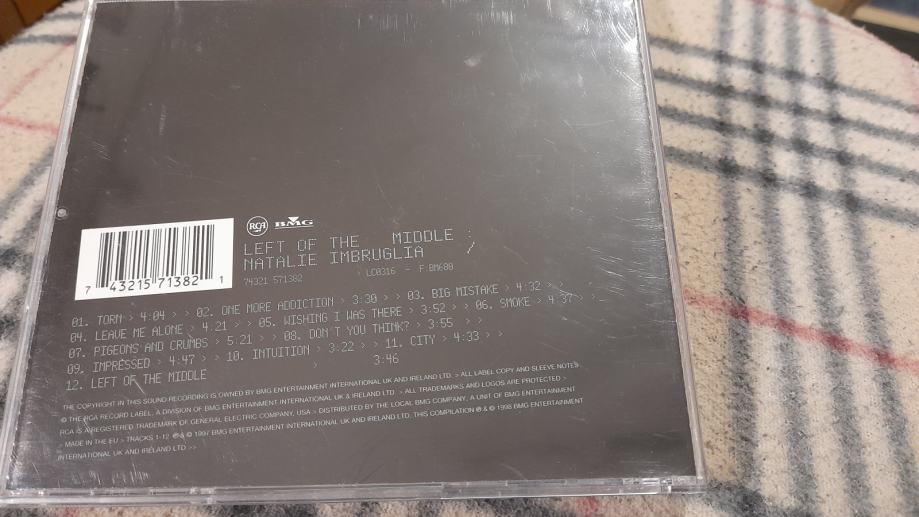 RCA BMG
LEFT OF THE MIDDLE :
NATALIE IMBRUGLIA /
74321 571382 LC0316 - F:BM688
7 43215 71382 1
01. TORN > 4:04 > > 02. ONE MORE ADDICTION > 3:30 > > 03. BIG MISTAKE > 4:32 > >
04. LEAVE ME ALONE > 4:21 > > 05. WISHING I WAS THERE > 3:52 > > 06. SMOKE > 4:37 > >
07. PIGEONS AND CRUMBS > 5:21 > > 08. DON'T YOU THINK? > 3:55 > >
09. IMPRESSED > 4:47 > > 10. INTUITION > 3:22 > > 11. CITY > 4:33 > >
12. LEFT OF THE MIDDLE > 3:46
THE COPYRIGHT IN THIS SOUND RECORDING IS OWNED BY BMG ENTERTAINMENT INTERNATIONAL UK AND IRELAND LTD. > ALL LABEL COPY AND SLEEVE NOTES
© THE RCA RECORD LABEL, A DIVISION OF BMG ENTERTAINMENT INTERNATIONAL UK & IRELAND LTD. > ALL TRADEMARKS AND LOGOS ARE PROTECTED >
RCA IS A REGISTERED TRADEMARK OF GENERAL ELECTRIC COMPANY, USA > DISTRIBUTED BY THE LOCAL BMG COMPANY, A UNIT OF BMG ENTERTAINMENT
> MADE IN THE EU > TRACKS 1-12 ℗ & © 1997 BMG ENTERTAINMENT INTERNATIONAL UK AND IRELAND LTD, THIS COMPILATION ℗ & © 1998 BMG ENTERTAINMENT
INTERNATIONAL UK AND IRELAND LTD >>